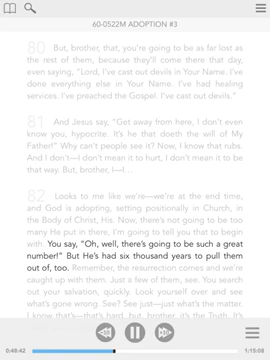 60-0522M ADOPTION #3
80 But, brother, that, you're going to be as far lost as
the rest of them, because they'll come there that day,
even saying, "Lord, I've cast out devils in Your Name. I've
done everything else in Your Name. I've had healing
services. I've preached the Gospel. I've cast out devils."
81 And Jesus say, "Get away from here, I don't even
know you, hypocrite. It's he that doeth the will of My
Father!" Why can't people see it? Now, I know that rubs.
And I don't—I don't mean it to hurt, I don't mean it to be
that way. But, brother, I—I...
82 Looks to me like we're—we're at the end time,
and God is adopting, setting positionally in Church, in
the Body of Christ, His. Now, there's not going to be too
many He put in there, I'm going to tell you that to begin
with. You say, "Oh, well, there's going to be such a great
number!" But He's had six thousand years to pull them
out of, too. Remember, the resurrection comes and we're
caught up with them. Just a few of them, see. You search
out your salvation, quickly. Look yourself over and see
what's gone wrong. See? See just—just what's the matter.
I know that's—that's hard, but, brother, it's the Truth. It's
0:48:42
1:15:08